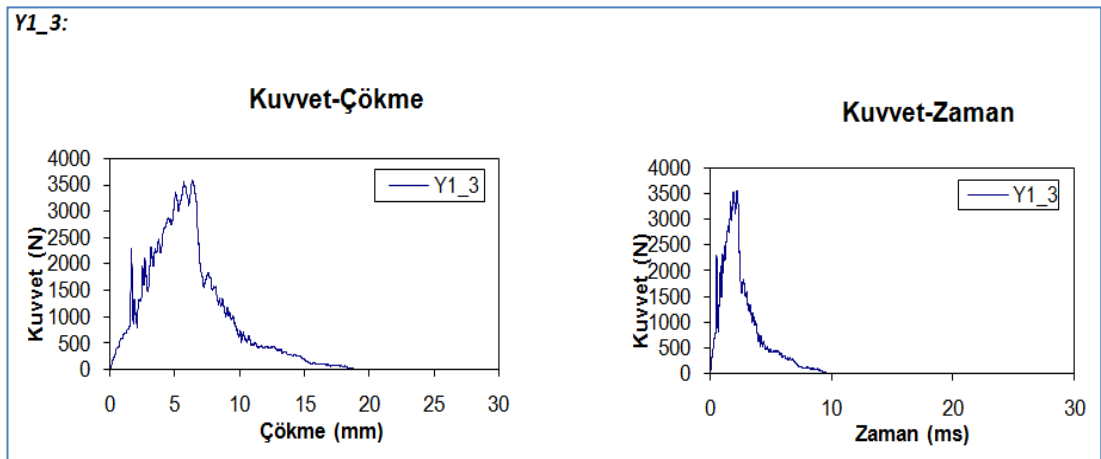 Y1_3:
Kuvvet-Çökme
4000
3500
3000
2500
2000
1500
1000
500
0
Kuvvet (N)
Y1_3
0 5 10 15 20 25 30
Çökme (mm)
Kuvvet-Zaman
4000
3500
3000
2500
2000
1500
1000
500
0
Kuvvet (N)
Y1_3
0 10 20 30
Zaman (ms)